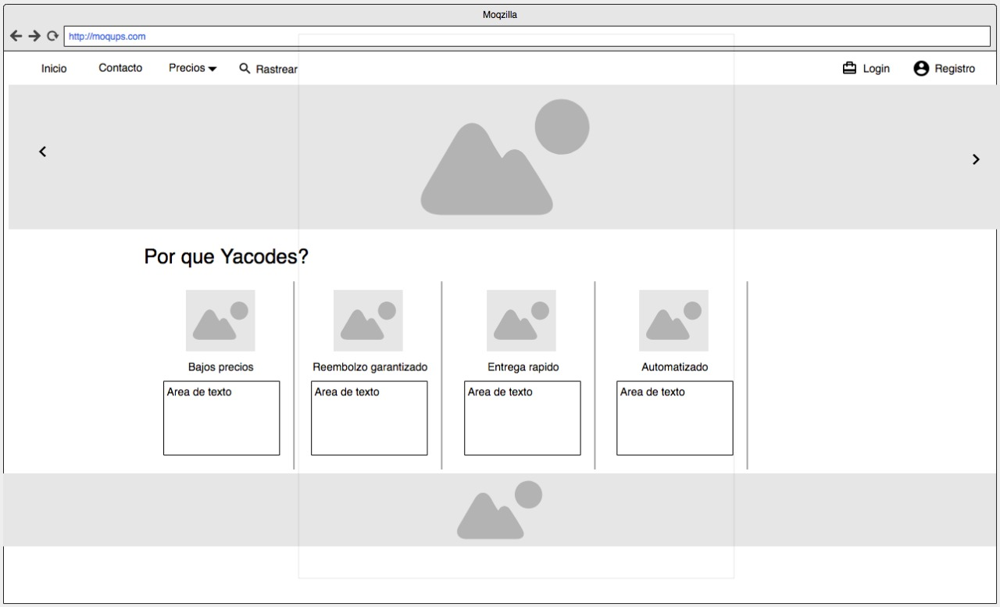 Moqzilla
http://moqups.com
Inicio Contacto Precios Rastrear Login Registro
Por que Yacodes?
Bajos precios Reembolzo garantizado Entrega rapido Automatizado
Area de texto Area de texto Area de texto Area de texto